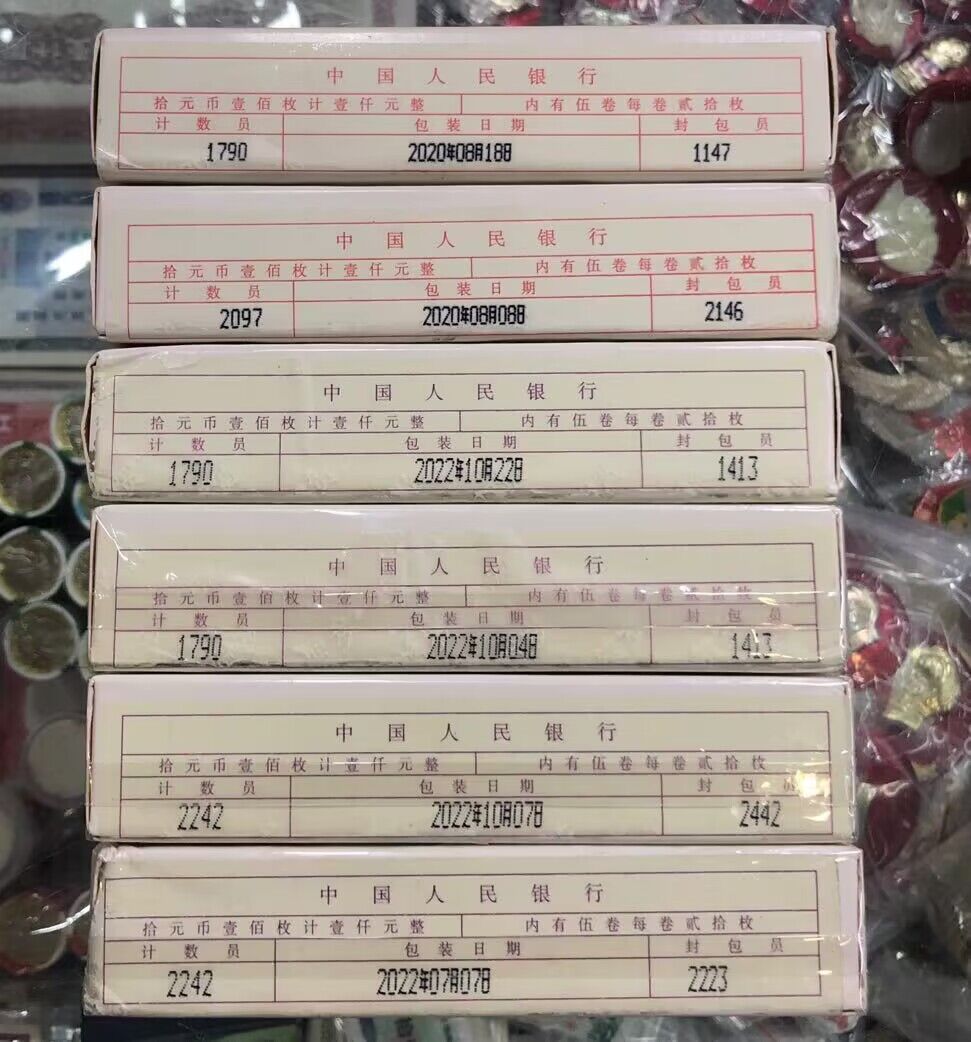 中国人民银行
拾元币壹佰枚计壹仟元整 内有伍卷每卷贰拾枚
计数员 包装日期 封包员
1790 2020年08月18日 1147
中国人民银行
拾元币壹佰枚计壹仟元整 内有伍卷每卷贰拾枚
计数员 包装日期 封包员
2097 2020年08月08日 2146
中国人民银行
拾元币壹佰枚计壹仟元整 内有伍卷每卷贰拾枚
计数员 包装日期 封包员
1790 2022年10月22日 1413
中国人民银行
拾元币壹佰枚计壹仟元整 内有伍卷每卷贰拾枚
计数员 包装日期 封包员
1790 2022年10月04日 1413
中国人民银行
拾元币壹佰枚计壹仟元整 内有伍卷每卷贰拾枚
计数员 包装日期 封包员
2242 2022年10月07日 2442
中国人民银行
拾元币壹佰枚计壹仟元整 内有伍卷每卷贰拾枚
计数员 包装日期 封包员
2242 2022年07月07日 2223